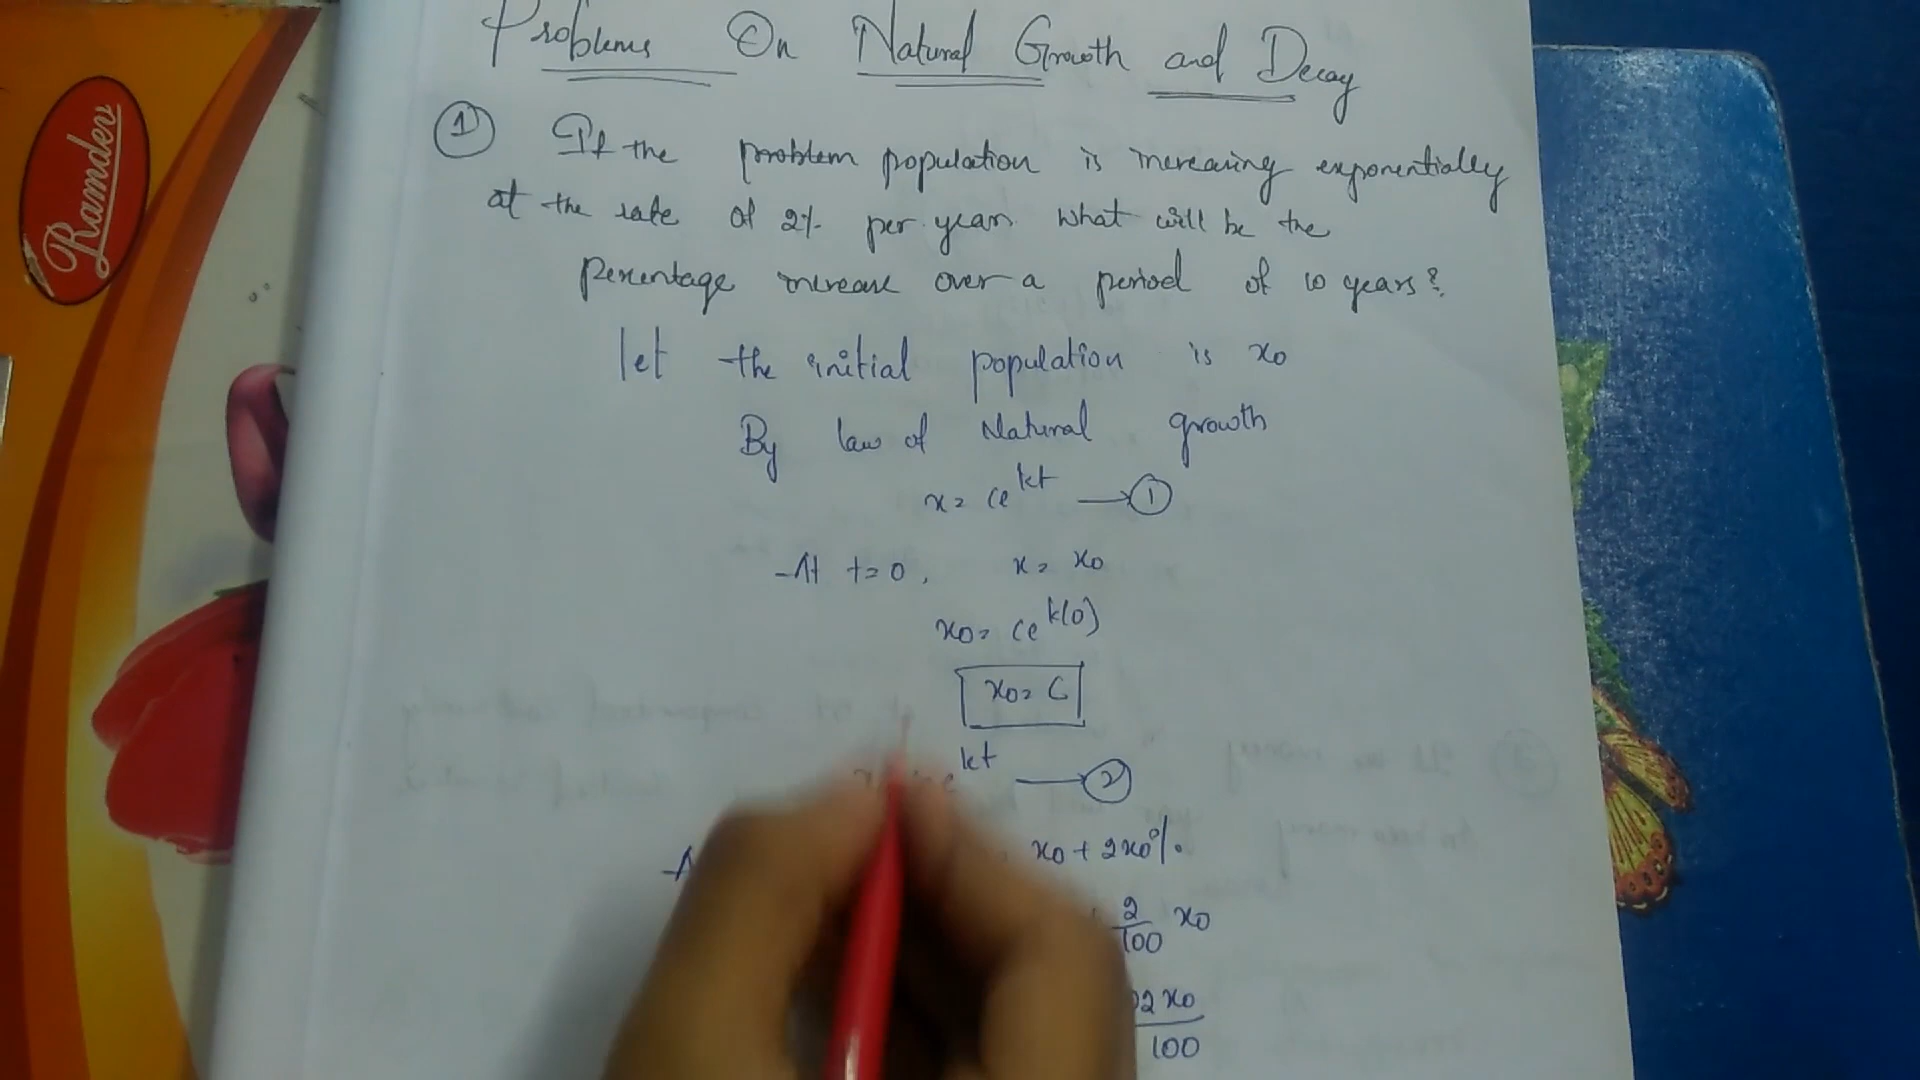 Ramdev
Problems On Natural Growth and Decay
① If the problem population is increasing exponentially
at the rate of 2% per year. What will be the
percentage increase over a period of 10 years?
let the initial population is x0
By law of Natural growth
x = ce^kt → ①
At t=0, x = x0
x0 = ce^k(0)
x0 = C
kt → ②
x0 + 2x0%.
2/100 x0
2x0/100